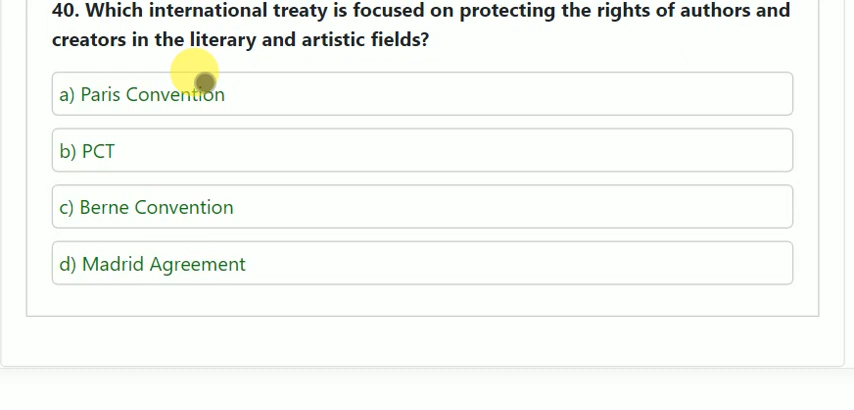 40. Which international treaty is focused on protecting the rights of authors and
creators in the literary and artistic fields?
a) Paris Convention
b) PCT
c) Berne Convention
d) Madrid Agreement